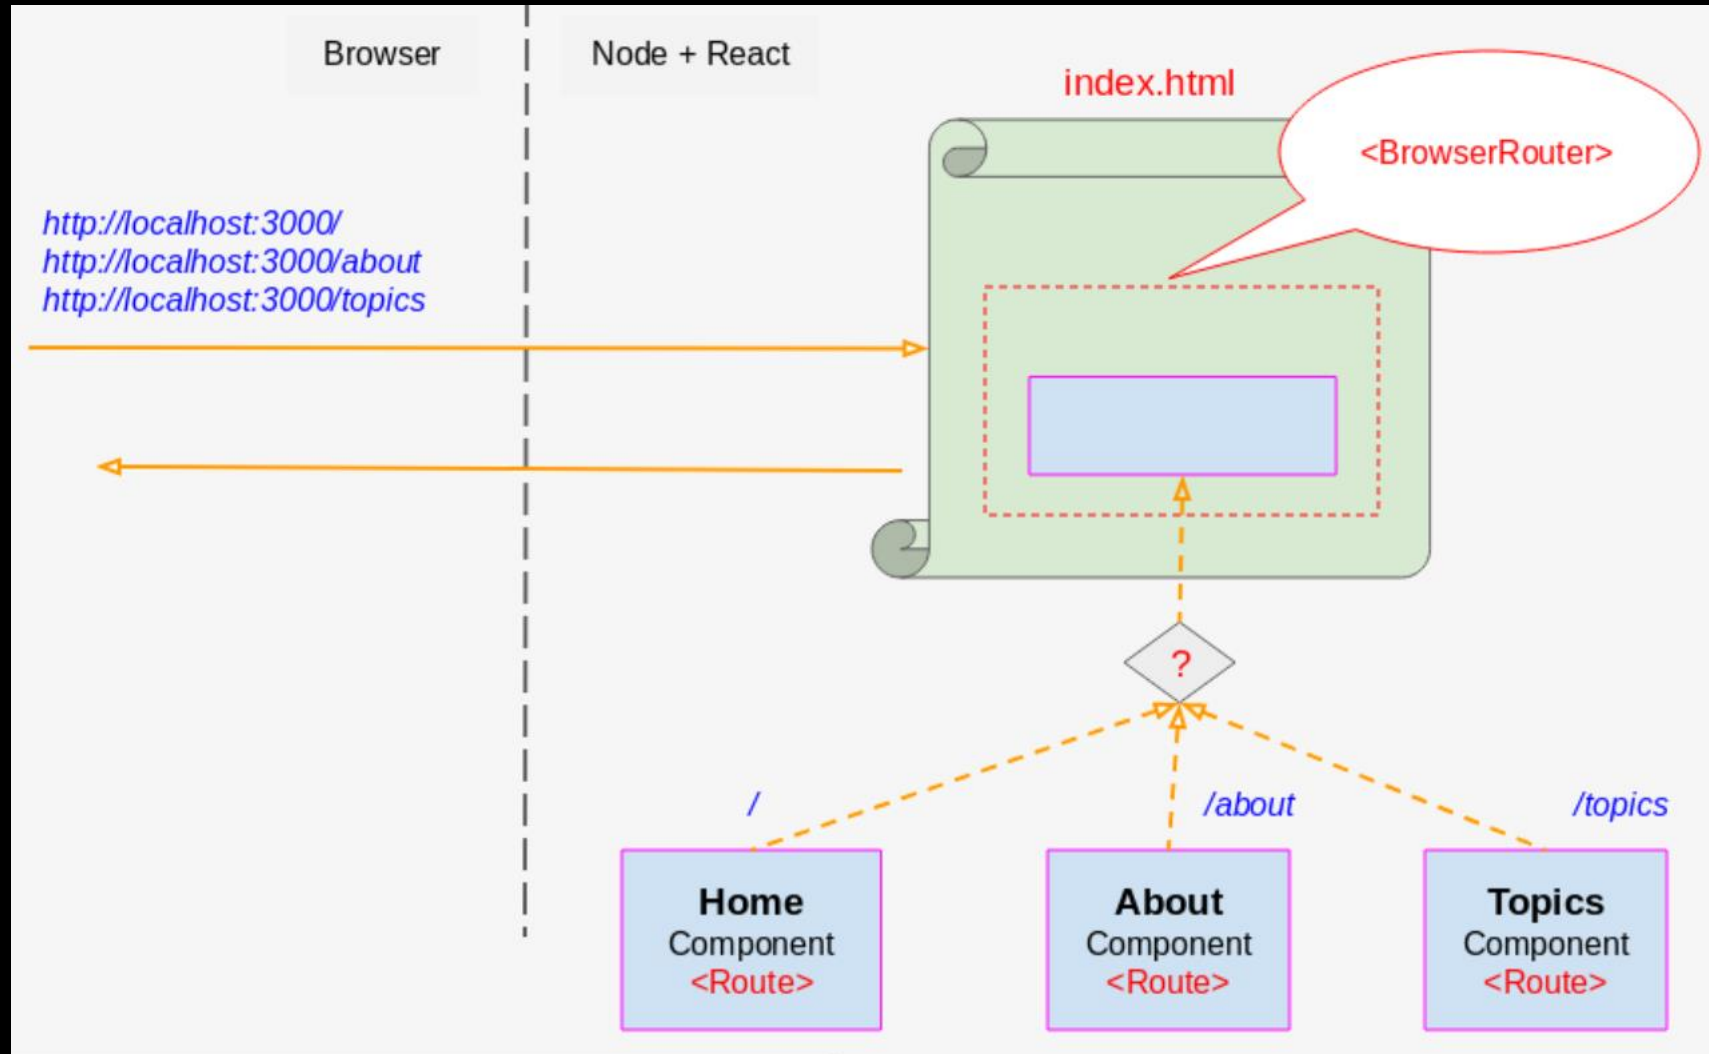 Browser
Node + React
index.html
<BrowserRouter>
http://localhost:3000/
http://localhost:3000/about
http://localhost:3000/topics
?
/
/about
/topics
Home
Component
<Route>
About
Component
<Route>
Topics
Component
<Route>